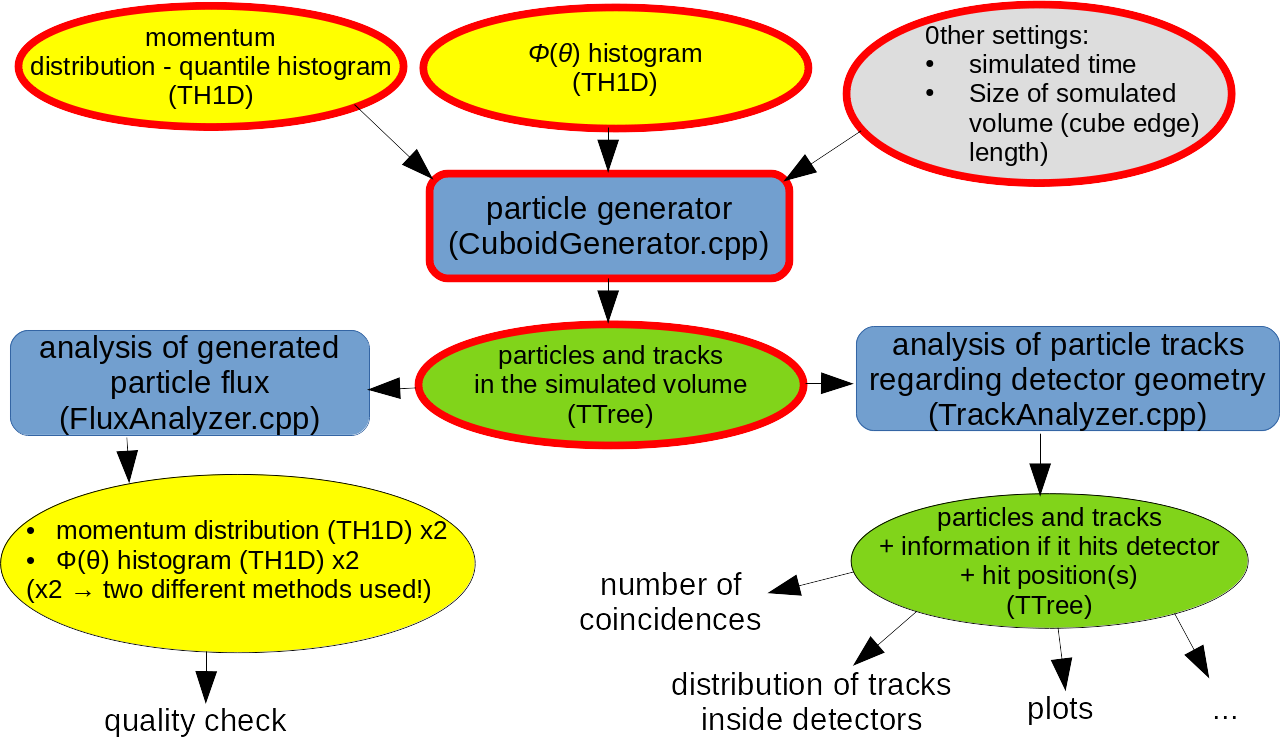 momentum
distribution - quantile histogram
(TH1D)
Φ(θ) histogram
(TH1D)
0ther settings:
• simulated time
• Size of somulated
volume (cube edge)
length)
particle generator
(CuboidGenerator.cpp)
particles and tracks
in the simulated volume
(TTree)
analysis of generated
particle flux
(FluxAnalyzer.cpp)
analysis of particle tracks
regarding detector geometry
(TrackAnalyzer.cpp)
• momentum distribution (TH1D) x2
• Φ(θ) histogram (TH1D) x2
(x2 → two different methods used!)
quality check
particles and tracks
+ information if it hits detector
+ hit position(s)
(TTree)
number of
coincidences
distribution of tracks
inside detectors
plots
...